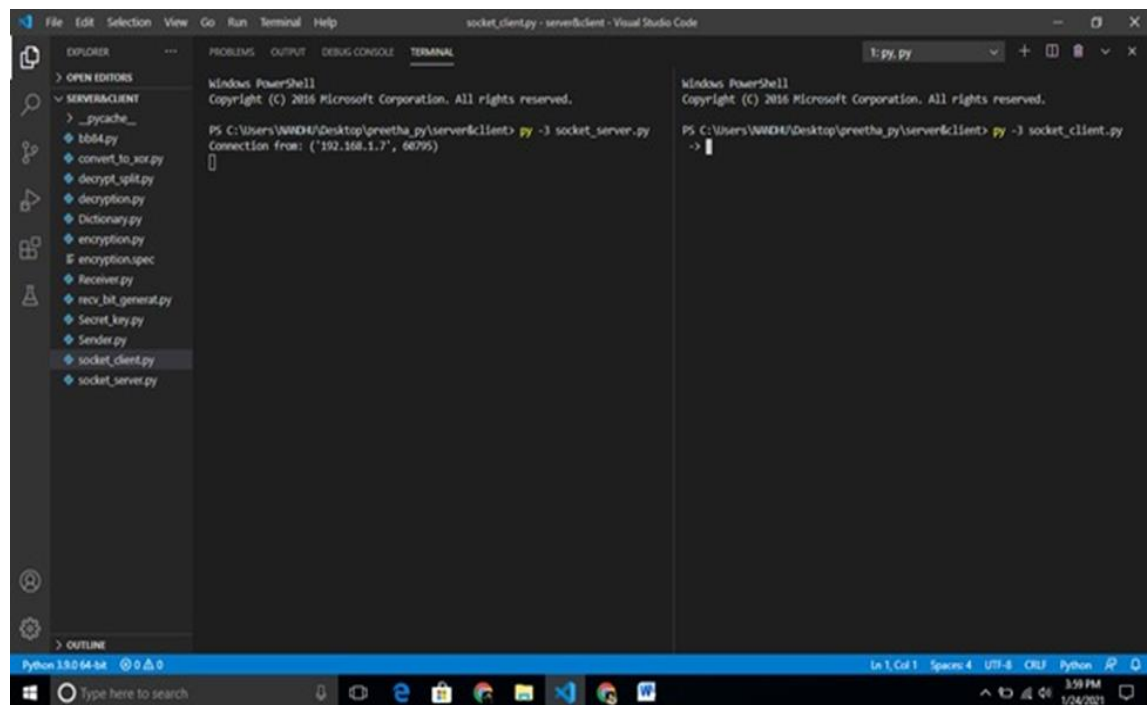 File Edit Selection View Go Run Terminal Help
socket_client.py - server&client - Visual Studio Code
EXPLORER
PROBLEMS OUTPUT DEBUG CONSOLE TERMINAL
1: py, py
> OPEN EDITORS
SERVER&CLIENT
> __pycache__
bb84.py
convert_to_xor.py
decrypt_split.py
decryption.py
Dictionary.py
encryption.py
encryption.spec
Receiver.py
recv_bit_generat.py
Secret_key.py
Sender.py
socket_client.py
socket_server.py
> OUTLINE
Windows PowerShell
Copyright (C) 2016 Microsoft Corporation. All rights reserved.
PS C:\Users\NANDHU\Desktop\preetha_py\server&client> py -3 socket_server.py
Connection from: ('192.168.1.7', 60795)
Windows PowerShell
Copyright (C) 2016 Microsoft Corporation. All rights reserved.
PS C:\Users\NANDHU\Desktop\preetha_py\server&client> py -3 socket_client.py
->
Python 3.9.0 64-bit 0 0
Ln 1, Col 1 Spaces: 4 UTF-8 CRLF Python
Type here to search
3:59 PM
1/24/2021